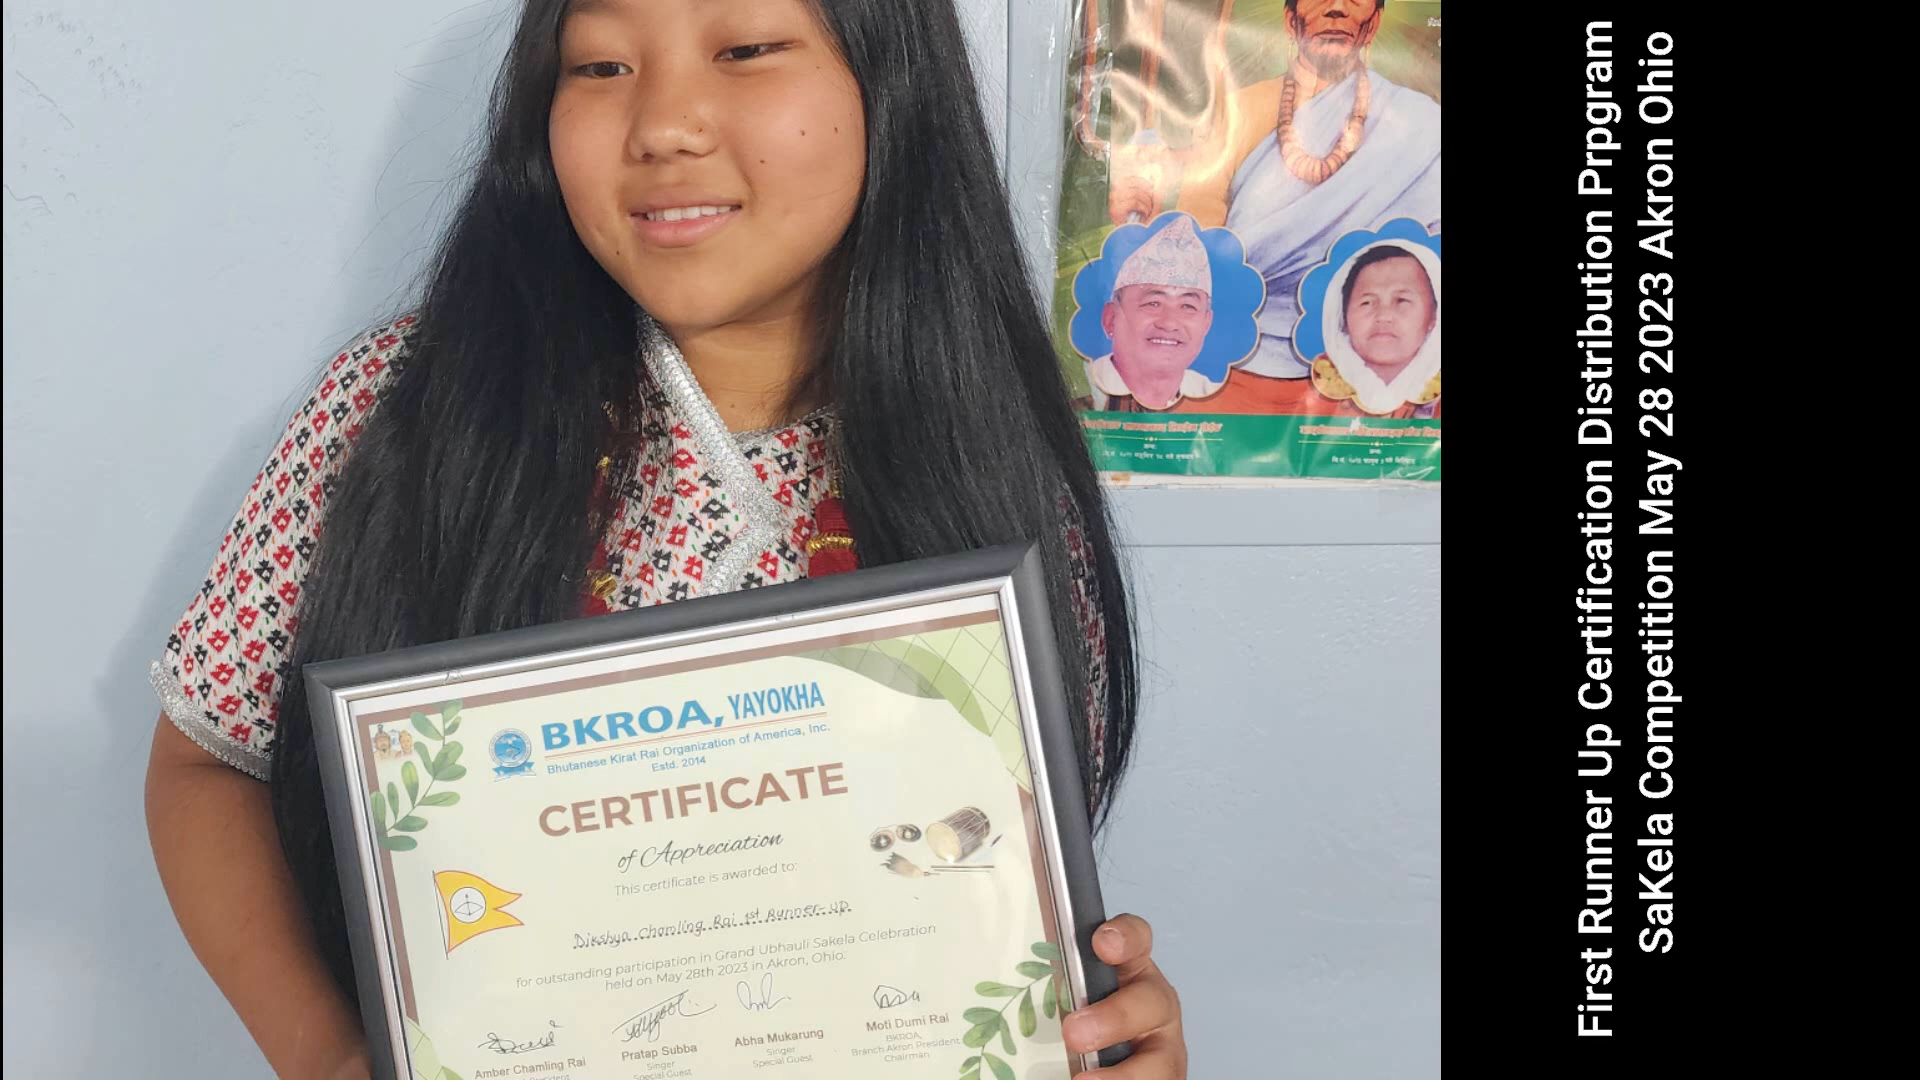 BKROA, YAYOKHA
Bhutanese Kirat Rai Organization of America, Inc.
Estd. 2014
CERTIFICATE
of Appreciation
This certificate is awarded to:
Dikshya Chamling Rai 1st Runner-up
for outstanding participation in Grand Ubhauli Sakela Celebration
held on May 28th 2023 in Akron, Ohio.
Amber Chamling Rai
President
Pratap Subba
Singer
Special Guest
Abha Mukarung
Singer
Special Guest
Moti Dumi Rai
BKROA,
Branch Akron President
Chairman
First Runner Up Certification Distribution Prpgram
SaKela Competition May 28 2023 Akron Ohio